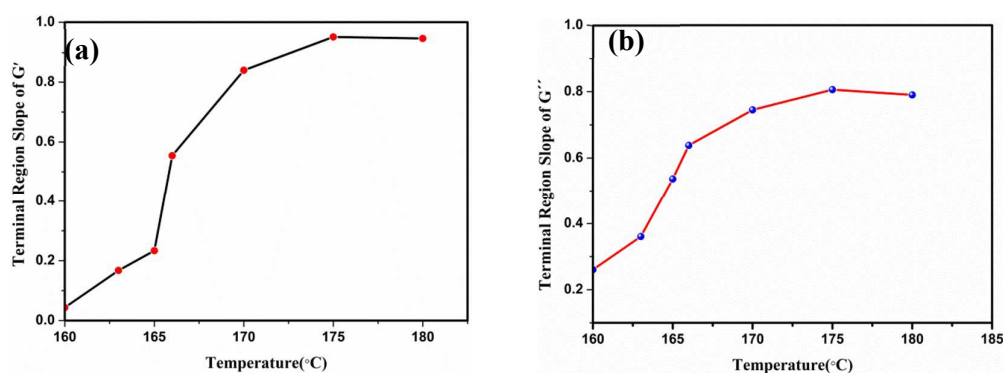 (a)
Terminal Region Slope of G'
1.0
0.8
0.6
0.4
0.2
0.0
160 165 170 175 180
Temperature(°C)
(b)
Terminal Region Slope of G´´
1.0
0.8
0.6
0.4
0.2
160 165 170 175 180 185
Temperature(°C)